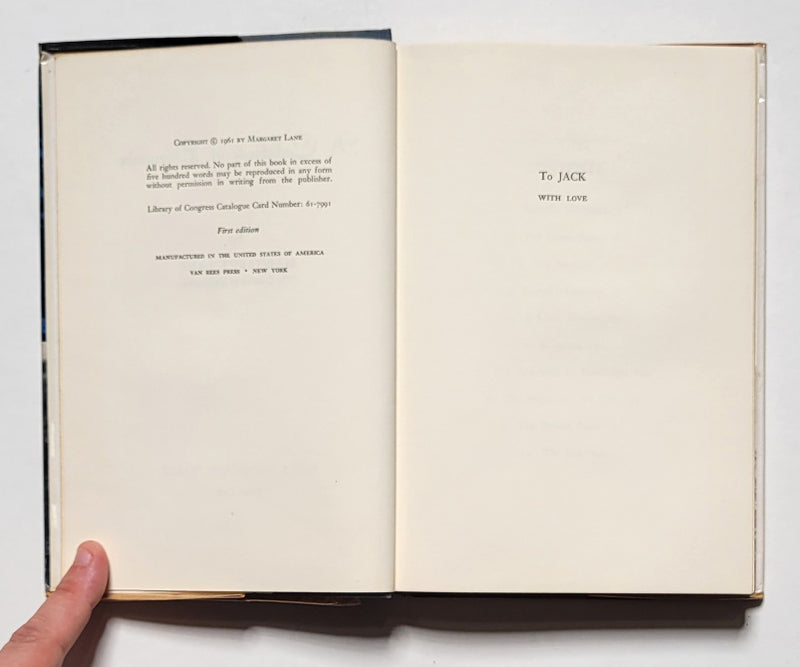 Copyright © 1961 by Margaret Lane
All rights reserved. No part of this book in excess of
five hundred words may be reproduced in any form
without permission in writing from the publisher.
Library of Congress Catalogue Card Number: 61-7991
First edition
MANUFACTURED IN THE UNITED STATES OF AMERICA
VAN REES PRESS • NEW YORK
To JACK
WITH LOVE